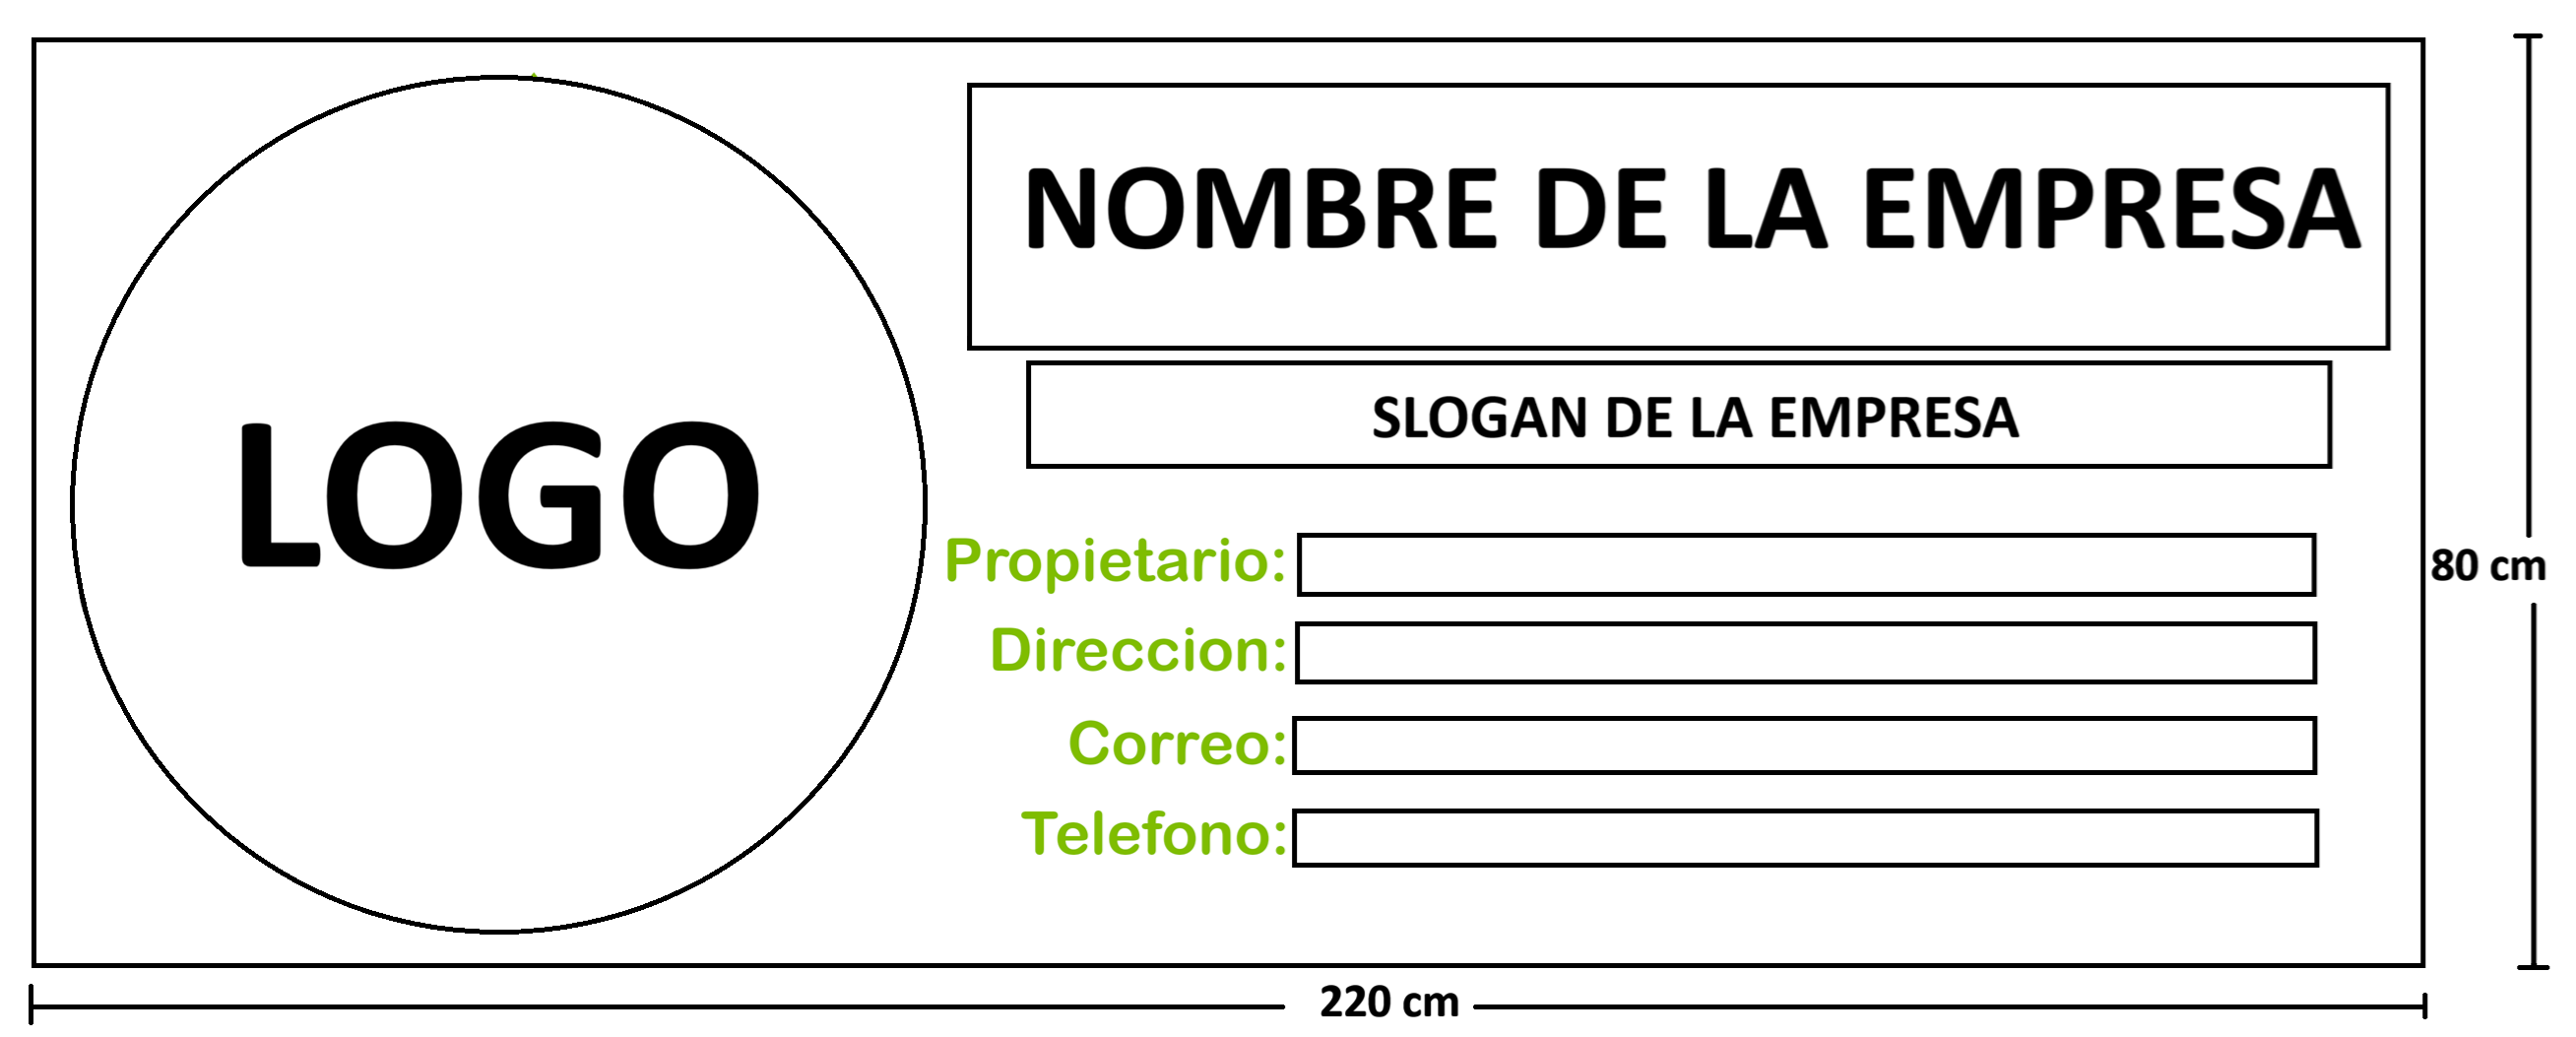 LOGO
NOMBRE DE LA EMPRESA
SLOGAN DE LA EMPRESA
Propietario:
Direccion:
Correo:
Telefono:
80 cm
220 cm